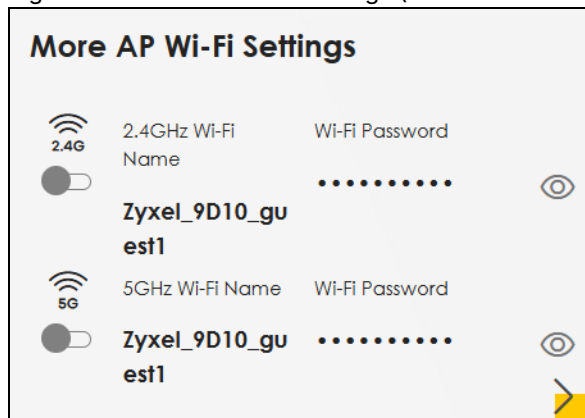 More AP Wi-Fi Settings
2.4G
2.4GHz Wi-Fi
Name
Wi-Fi Password
••••••••••
Zyxel_9D10_gu
est1
5G
5GHz Wi-Fi Name
Wi-Fi Password
Zyxel_9D10_gu
est1
••••••••••